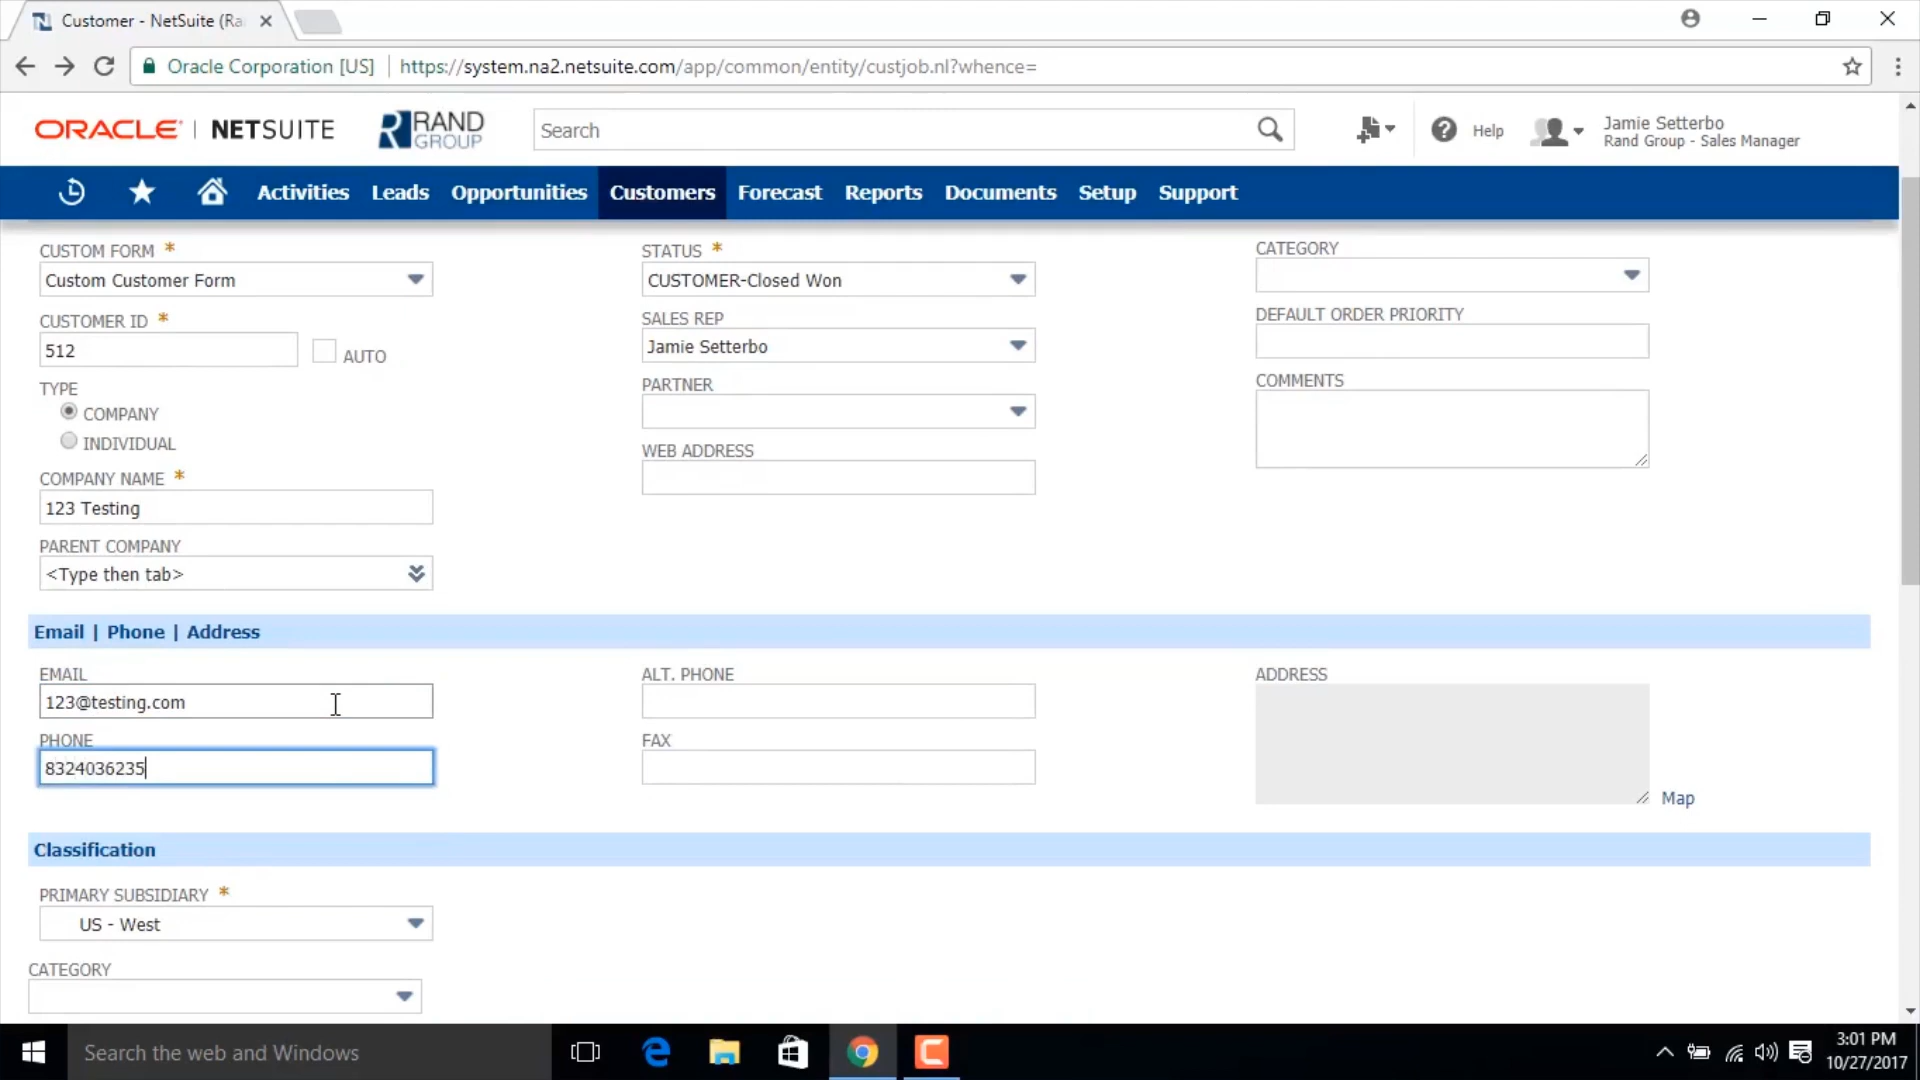 Customer - NetSuite (Ra
Oracle Corporation [US] https://system.na2.netsuite.com/app/common/entity/custjob.nl?whence=
ORACLE | NETSUITE RAND GROUP Search Help Jamie Setterbo
Rand Group - Sales Manager
Activities Leads Opportunities Customers Forecast Reports Documents Setup Support
CUSTOM FORM * STATUS * CATEGORY
Custom Customer Form CUSTOMER-Closed Won
CUSTOMER ID * SALES REP DEFAULT ORDER PRIORITY
512 AUTO Jamie Setterbo
TYPE PARTNER COMMENTS
COMPANY
INDIVIDUAL WEB ADDRESS
COMPANY NAME *
123 Testing
PARENT COMPANY
<Type then tab>
Email | Phone | Address
EMAIL ALT. PHONE ADDRESS
123@testing.com
PHONE FAX
8324036235
Map
Classification
PRIMARY SUBSIDIARY *
US - West
CATEGORY
Search the web and Windows 3:01 PM
10/27/2017